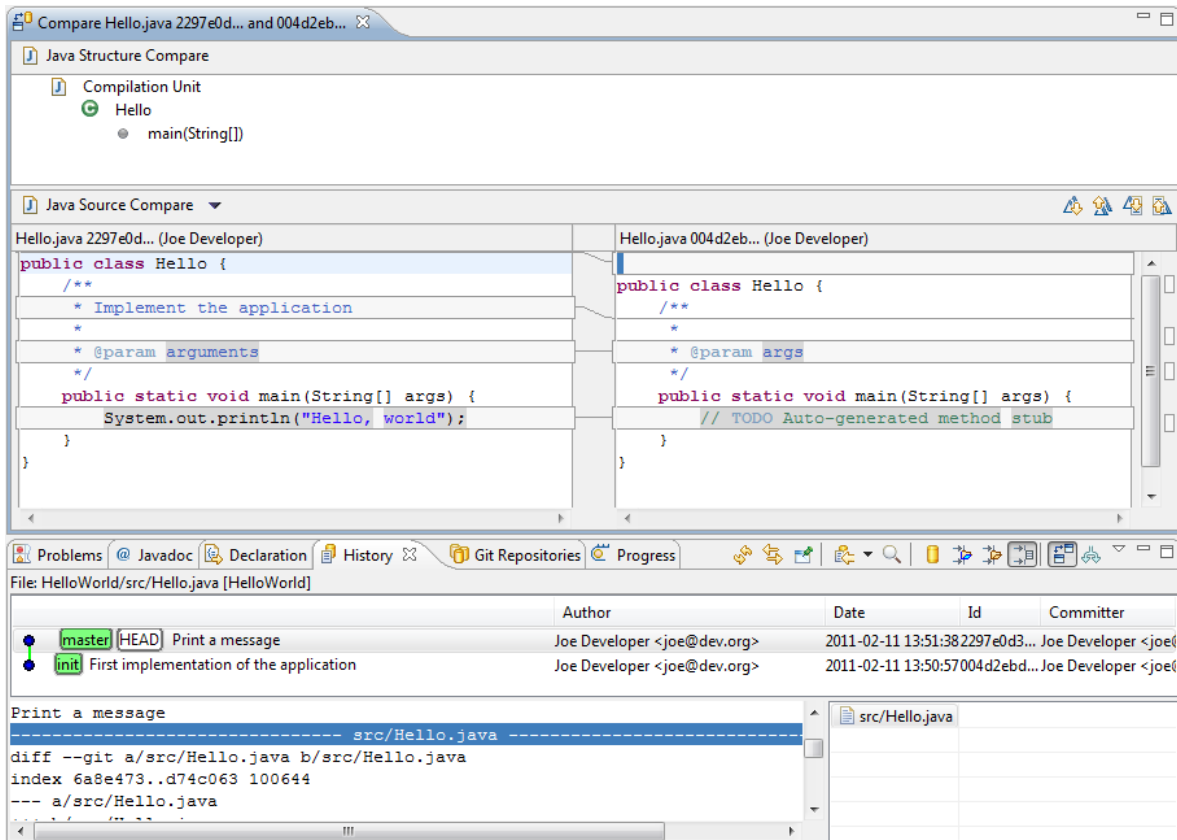 Compare Hello.java 2297e0d... and 004d2eb...
Java Structure Compare
Compilation Unit
Hello
main(String[])
Java Source Compare
Hello.java 2297e0d... (Joe Developer)
public class Hello {
/**
* Implement the application
*
* @param arguments
*/
public static void main(String[] args) {
System.out.println("Hello, world");
}
}
Hello.java 004d2eb... (Joe Developer)
public class Hello {
/**
*
* @param args
*/
public static void main(String[] args) {
// TODO Auto-generated method stub
}
}
Problems @ Javadoc Declaration History Git Repositories Progress
File: HelloWorld/src/Hello.java [HelloWorld]
Author Date Id Committer
master HEAD Print a message Joe Developer <joe@dev.org> 2011-02-11 13:51:38 2297e0d3... Joe Developer <joe
init First implementation of the application Joe Developer <joe@dev.org> 2011-02-11 13:50:57 004d2ebd... Joe Developer <joe
Print a message
-------------------------------- src/Hello.java ----------------------------
diff --git a/src/Hello.java b/src/Hello.java
index 6a8e473..d74c063 100644
--- a/src/Hello.java
src/Hello.java